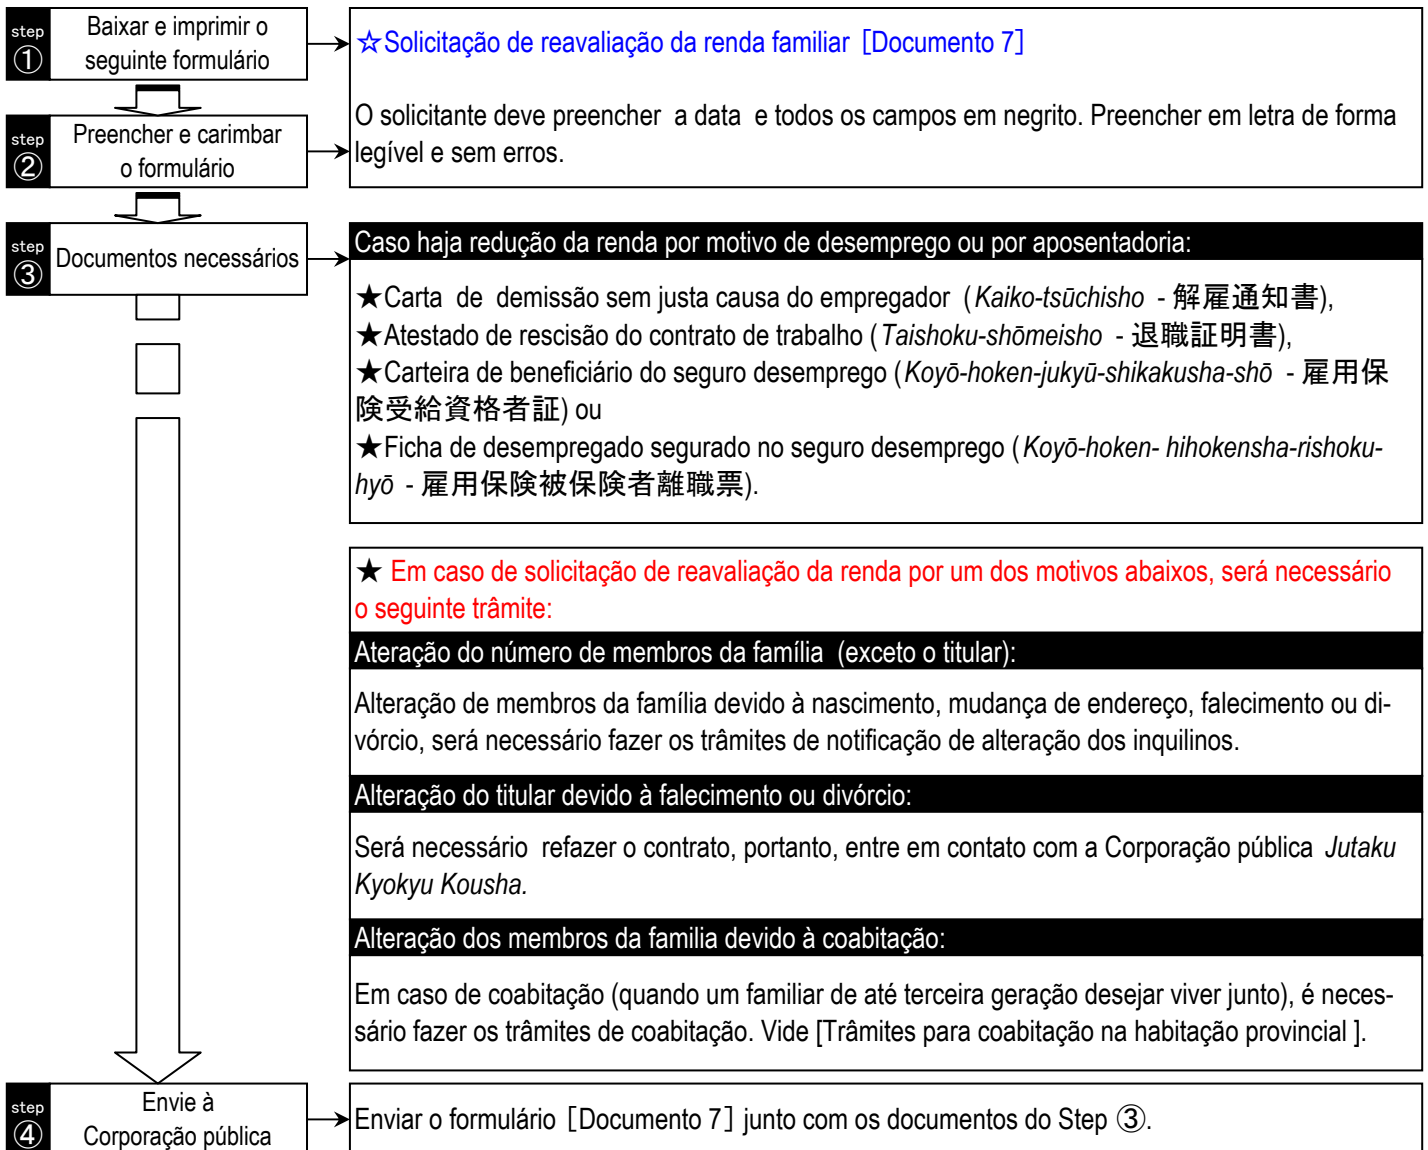 step
①
Baixar e imprimir o
seguinte formulário
☆Solicitação de reavaliação da renda familiar [Documento 7]
O solicitante deve preencher a data e todos os campos em negrito. Preencher em letra de forma
legível e sem erros.
step
②
Preencher e carimbar
o formulário
step
③
Documentos necessários
Caso haja redução da renda por motivo de desemprego ou por aposentadoria:
★Carta de demissão sem justa causa do empregador (Kaiko-tsūchisho - 解雇通知書),
★Atestado de rescisão do contrato de trabalho (Taishoku-shōmeisho - 退職証明書),
★Carteira de beneficiário do seguro desemprego (Koyō-hoken-jukyū-shikakusha-shō - 雇用保
険受給資格者証) ou
★Ficha de desempregado segurado no seguro desemprego (Koyō-hoken- hihokensha-rishoku-
hyō - 雇用保険被保険者離職票).
★ Em caso de solicitação de reavaliação da renda por um dos motivos abaixos, será necessário
o seguinte trâmite:
Ateração do número de membros da família (exceto o titular):
Alteração de membros da família devido à nascimento, mudança de endereço, falecimento ou di-
vórcio, será necessário fazer os trâmites de notificação de alteração dos inquilinos.
Alteração do titular devido à falecimento ou divórcio:
Será necessário refazer o contrato, portanto, entre em contato com a Corporação pública Jutaku
Kyokyu Kousha.
Alteração dos membros da familia devido à coabitação:
Em caso de coabitação (quando um familiar de até terceira geração desejar viver junto), é neces-
sário fazer os trâmites de coabitação. Vide [Trâmites para coabitação na habitação provincial ].
step
④
Envie à
Corporação pública
Enviar o formulário [Documento 7] junto com os documentos do Step ③.